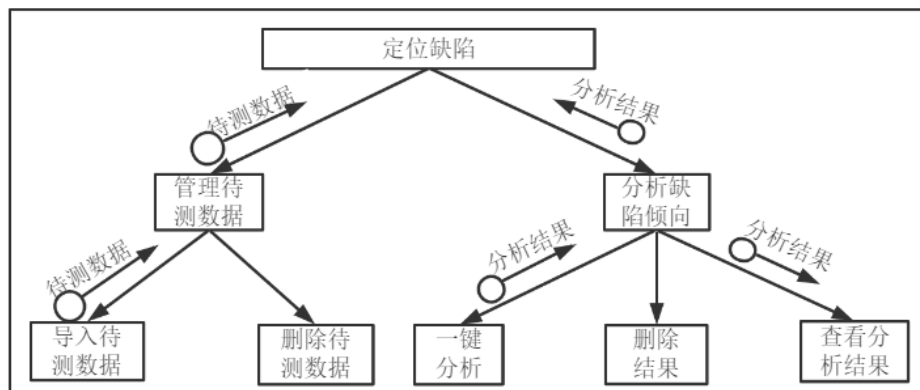 定位缺陷
待测数据
分析结果
管理待
测数据
分析缺
陷倾向
待测数据
分析结果
分析结果
导入待
测数据
删除待
测数据
一键
分析
删除
结果
查看分
析结果